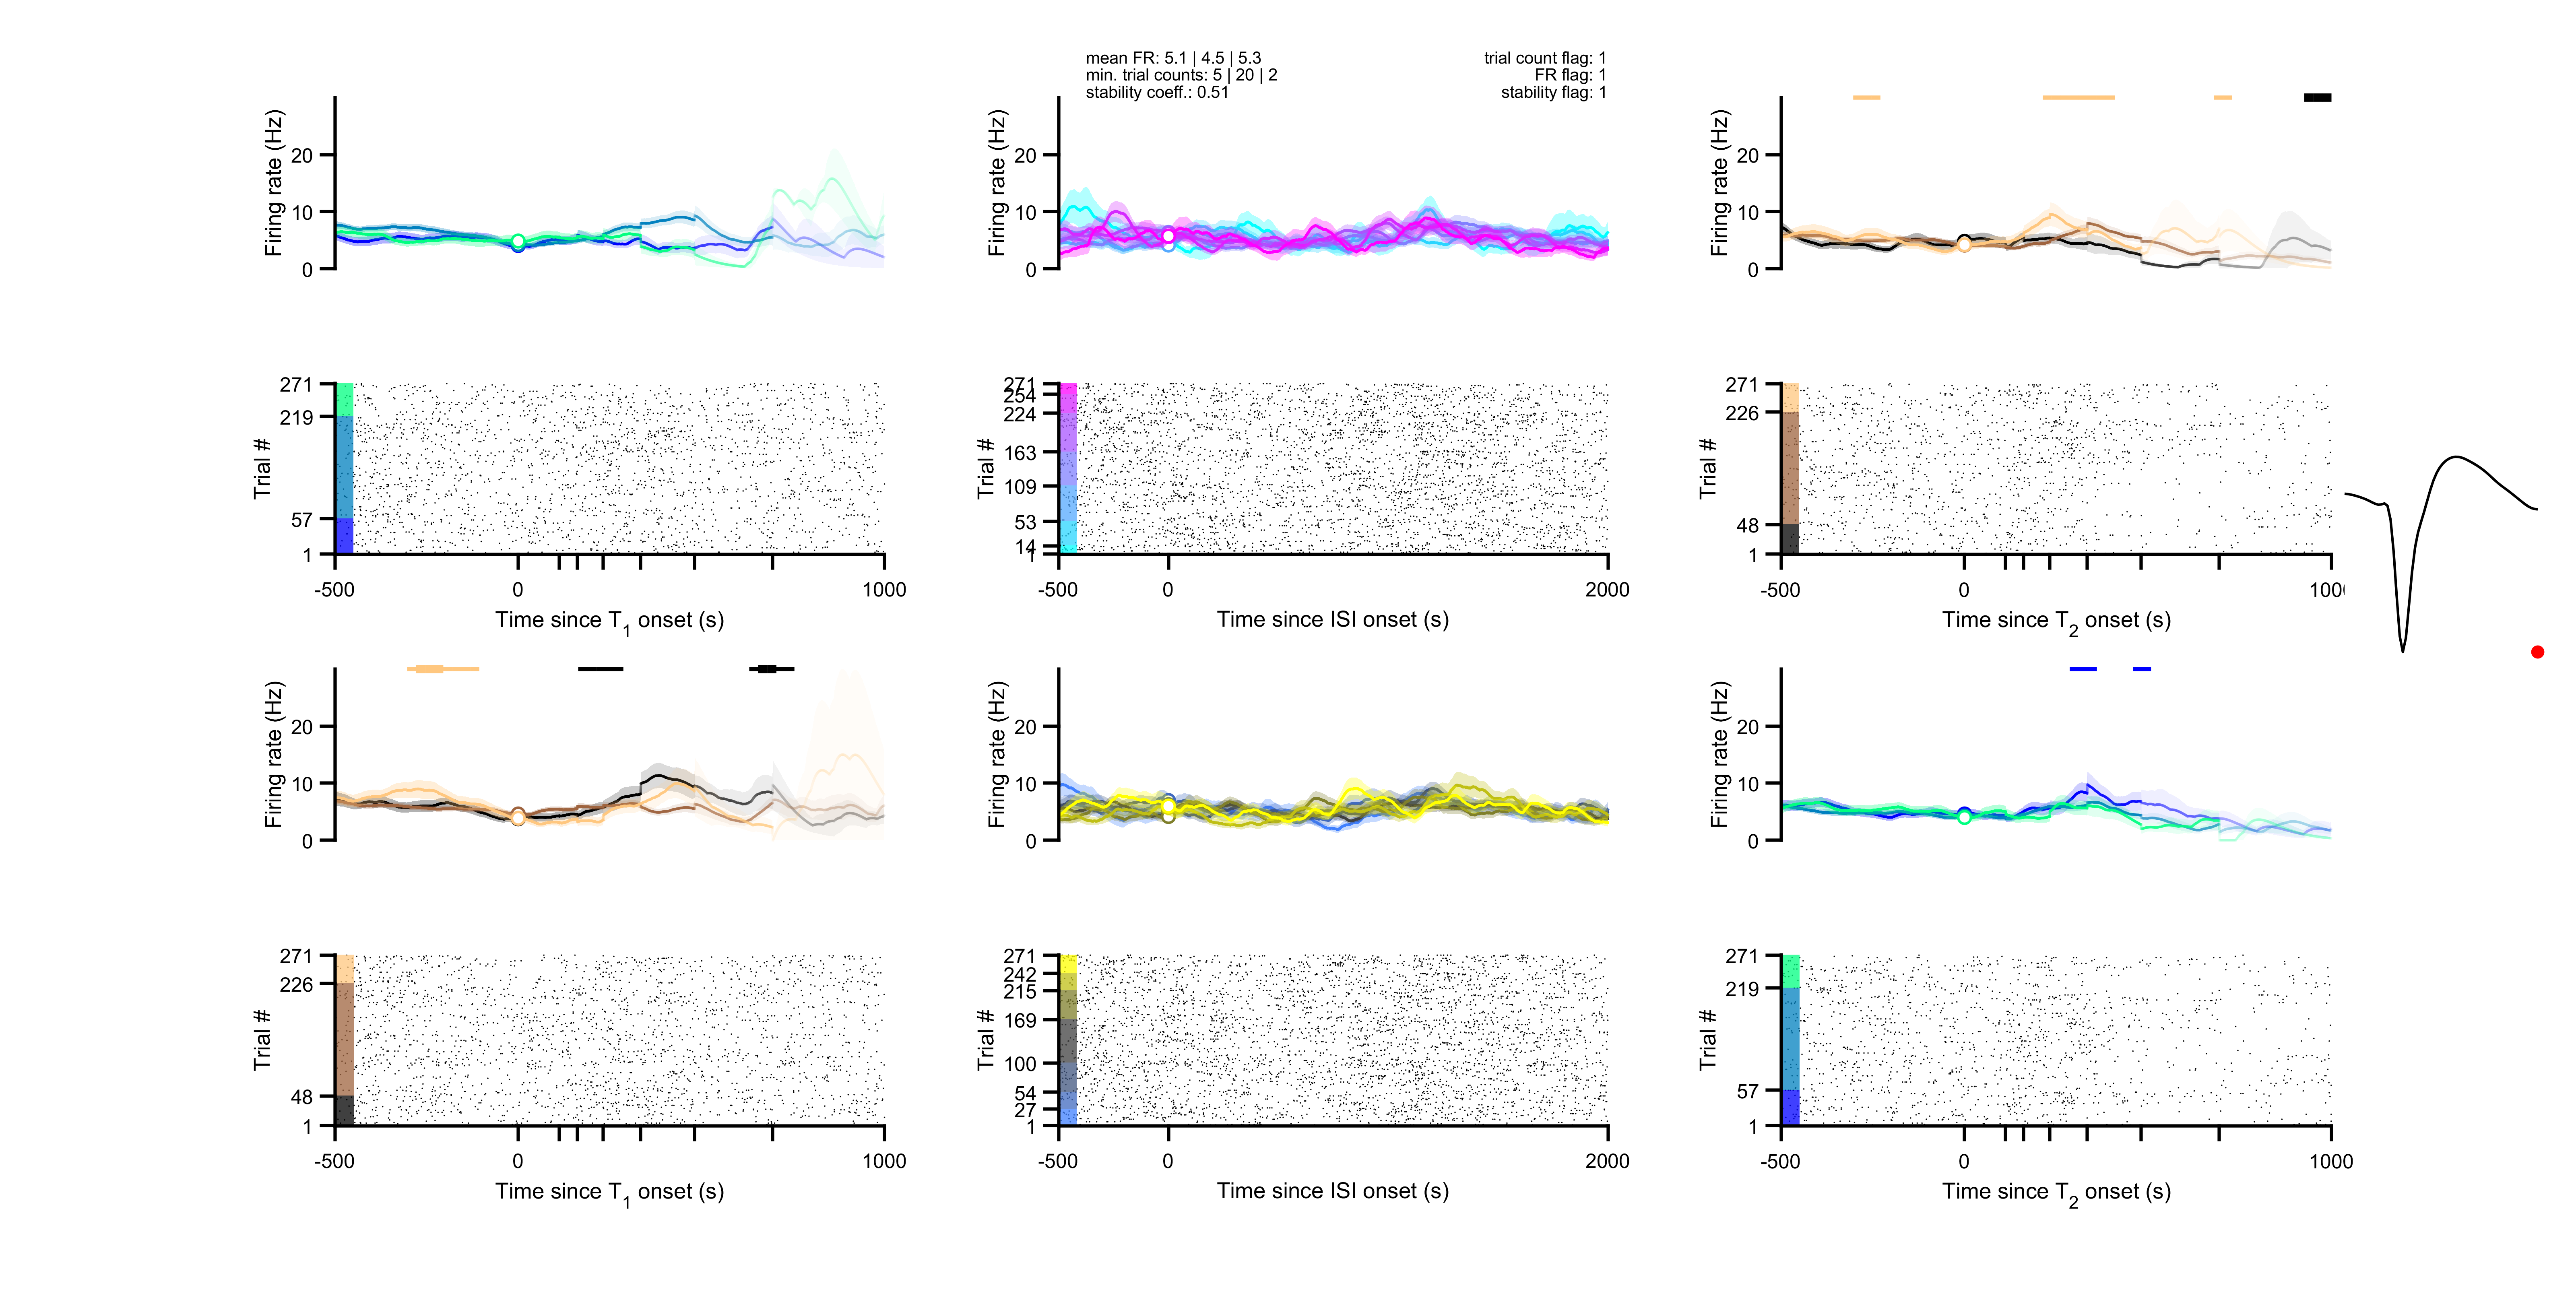 mean FR: 5.1 | 4.5 | 5.3
min. trial counts: 5 | 20 | 2
stability coeff.: 0.51
trial count flag: 1
FR flag: 1
stability flag: 1
Firing rate (Hz)
20
10
0
Firing rate (Hz)
20
10
0
Firing rate (Hz)
20
10
0
Trial #
271
219
57
1
-500
0
1000
Time since T1 onset (s)
Trial #
271
254
224
163
109
53
14
1
-500
0
2000
Time since ISI onset (s)
Trial #
271
226
48
1
-500
0
1000
Time since T2 onset (s)
Firing rate (Hz)
20
10
0
Firing rate (Hz)
20
10
0
Firing rate (Hz)
20
10
0
Trial #
271
226
48
1
-500
0
1000
Time since T1 onset (s)
Trial #
271
242
215
169
100
54
27
1
-500
0
2000
Time since ISI onset (s)
Trial #
271
219
57
1
-500
0
1000
Time since T2 onset (s)